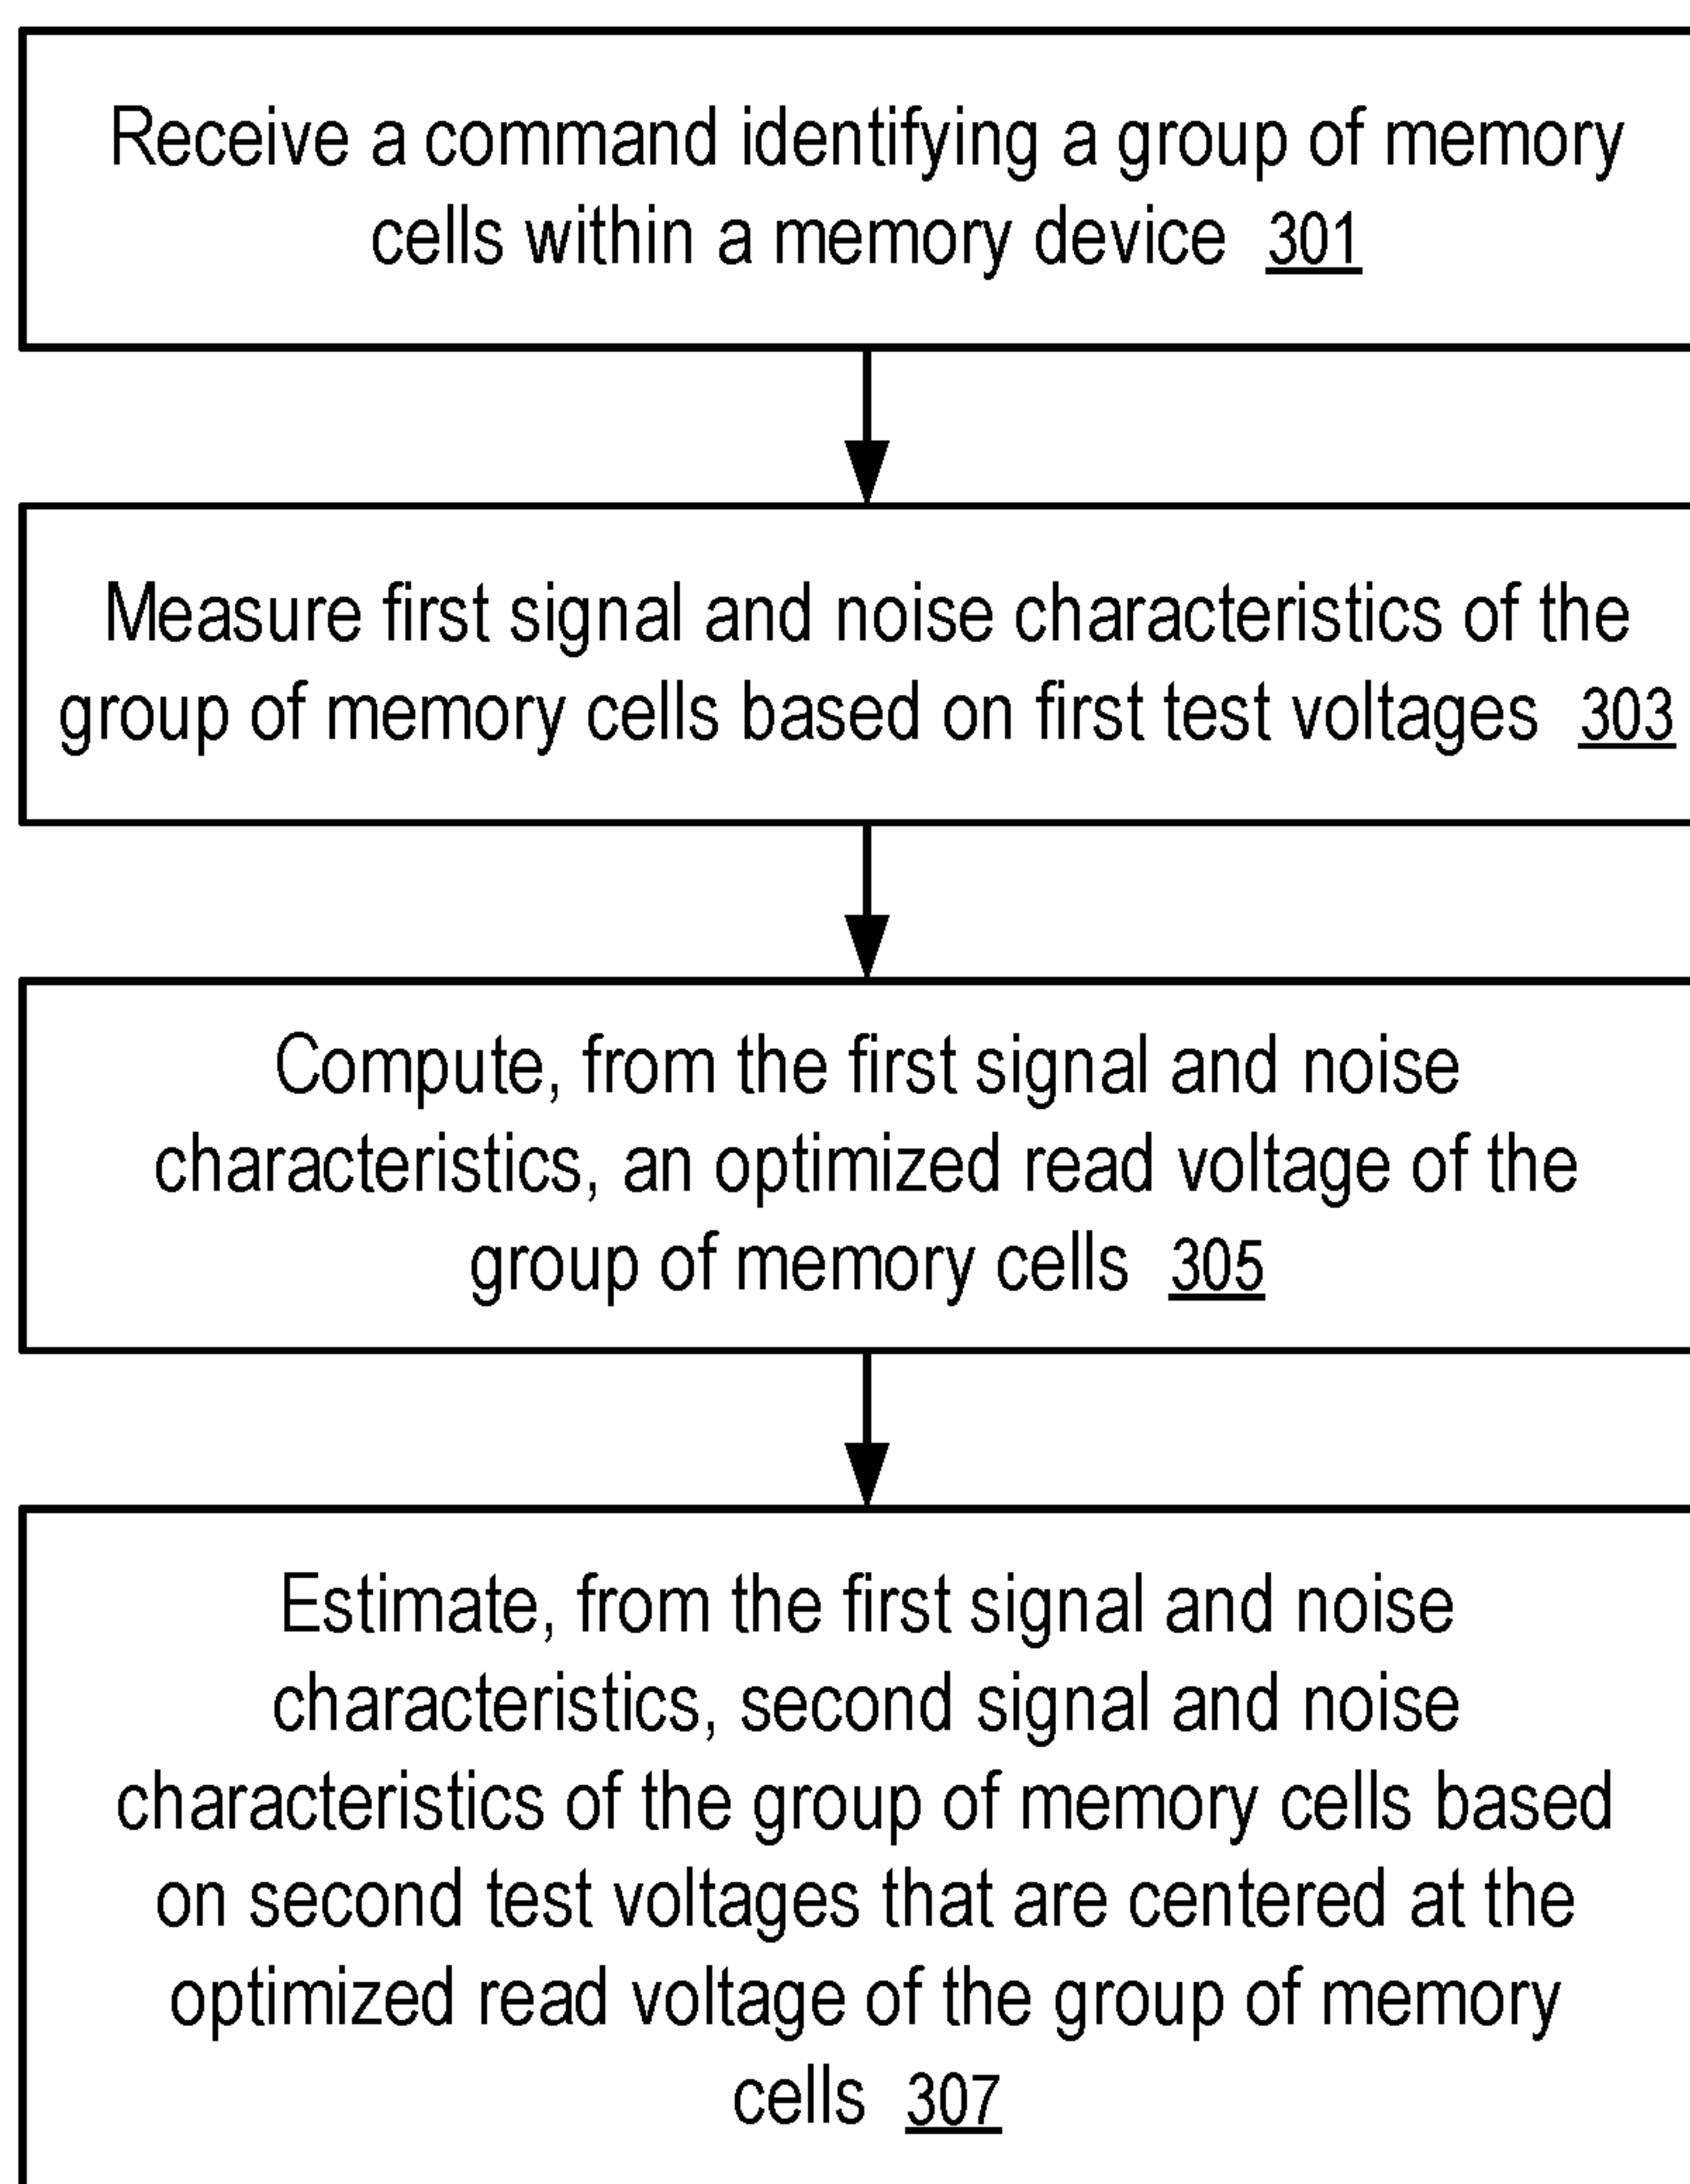 Receive a command identifying a group of memory
cells within a memory device 301
Measure first signal and noise characteristics of the
group of memory cells based on first test voltages 303
Compute, from the first signal and noise
characteristics, an optimized read voltage of the
group of memory cells 305
Estimate, from the first signal and noise
characteristics, second signal and noise
characteristics of the group of memory cells based
on second test voltages that are centered at the
optimized read voltage of the group of memory
cells 307